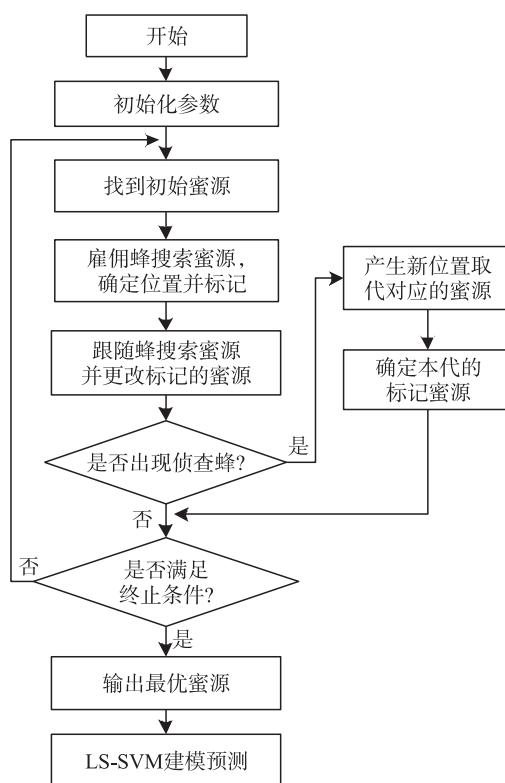 开始
初始化参数
找到初始蜜源
雇佣蜂搜索蜜源,
确定位置并标记
跟随蜂搜索蜜源
并更改标记的蜜源
是否出现侦查蜂?
是
产生新位置取
代对应的蜜源
确定本代的
标记蜜源
否
是否满足
终止条件?
否
是
输出最优蜜源
LS-SVM建模预测